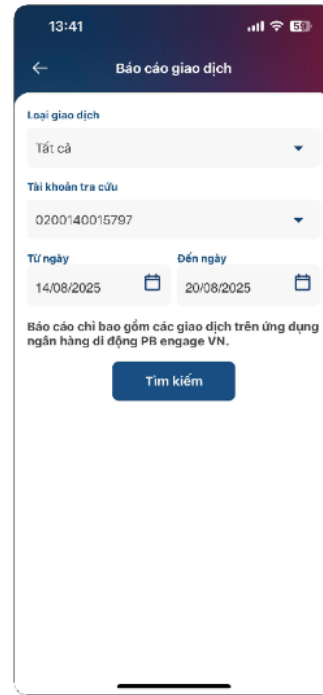 13:41
59
Báo cáo giao dịch
Loại giao dịch
Tất cả
Tài khoản tra cứu
0200140015797
Từ ngày
Đến ngày
14/08/2025
20/08/2025
Báo cáo chỉ bao gồm các giao dịch trên ứng dụng
ngân hàng di động PB engage VN.
Tìm kiếm